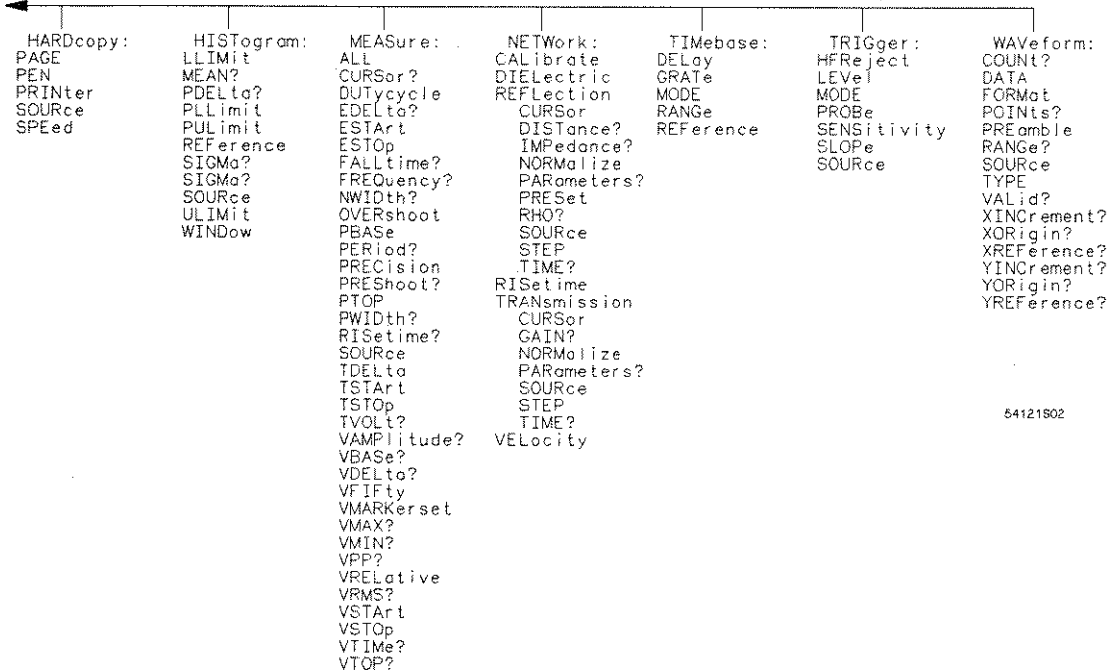 HARDcopy:
PAGE
PEN
PRINter
SOURce
SPEed
HISTogram:
LLIMit
MEAN?
PDELta?
PLLimit
PULimit
REFerence
SIGMa?
SIGMa?
SOURce
ULIMit
WINDow
MEASure:
ALL
CURSor?
DUTycycle
EDELta?
ESTArt
ESTOp
FALLtime?
FREQuency?
NWIDth?
OVERshoot
PBASe
PERiod?
PRECision
PREShoot?
PTOP
PWIDth?
RISetime?
SOURce
TDELta
TSTArt
TSTOp
TVOLt?
VAMPlitude?
VBASe?
VDELta?
VFIFty
VMARKerset
VMAX?
VMIN?
VPP?
VRELative
VRMS?
VSTArt
VSTOp
VTIMe?
VTOP?
NETWork:
CALibrate
DIELectric
REFLection
CURSor
DISTance?
IMPedance?
NORMalize
PARameters?
PRESet
RHO?
SOURce
STEP
TIME?
RISetime
TRANsmission
CURSor
GAIN?
NORMalize
PARameters?
SOURce
STEP
TIME?
VELocity
TIMebase:
DELay
GRATe
MODE
RANGe
REFerence
TRIGger:
HFReject
LEVel
MODE
PROBe
SENSitivity
SLOPe
SOURce
WAVeform:
COUNt?
DATA
FORMat
POINts?
PREamble
RANGe?
SOURce
TYPE
VALid?
XINCrement?
XORigin?
XREFerence?
YINCrement?
YORigin?
YREFerence?
54121S02